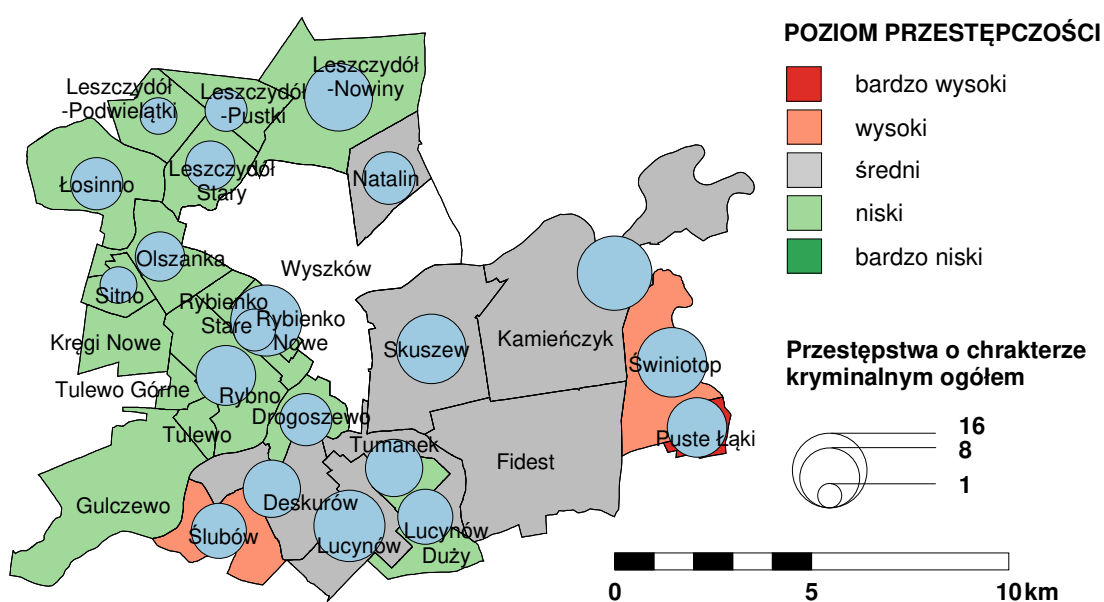 Leszczydół
-Nowiny
Leszczydół
-Podwielątki
Leszczydół
-Pustki
Leszczydół
Stary
Łosinno
Natalin
Olszanka
Wyszków
Sitno
Rybienko
Stare
Rybienko
Nowe
Kręgi Nowe
Skuszew
Kamieńczyk
Świniotop
Tulewo Górne
Rybno
Drogoszewo
Tulewo
Tumanek
Fidest
Puste Łąki
Gulczewo
Deskurów
Ślubów
Lucynów
Lucynów
Duży
POZIOM PRZESTĘPCZOŚCI
bardzo wysoki
wysoki
średni
niski
bardzo niski
Przestępstwa o chrakterze
kryminalnym ogółem
16
8
1
0 5 10 km